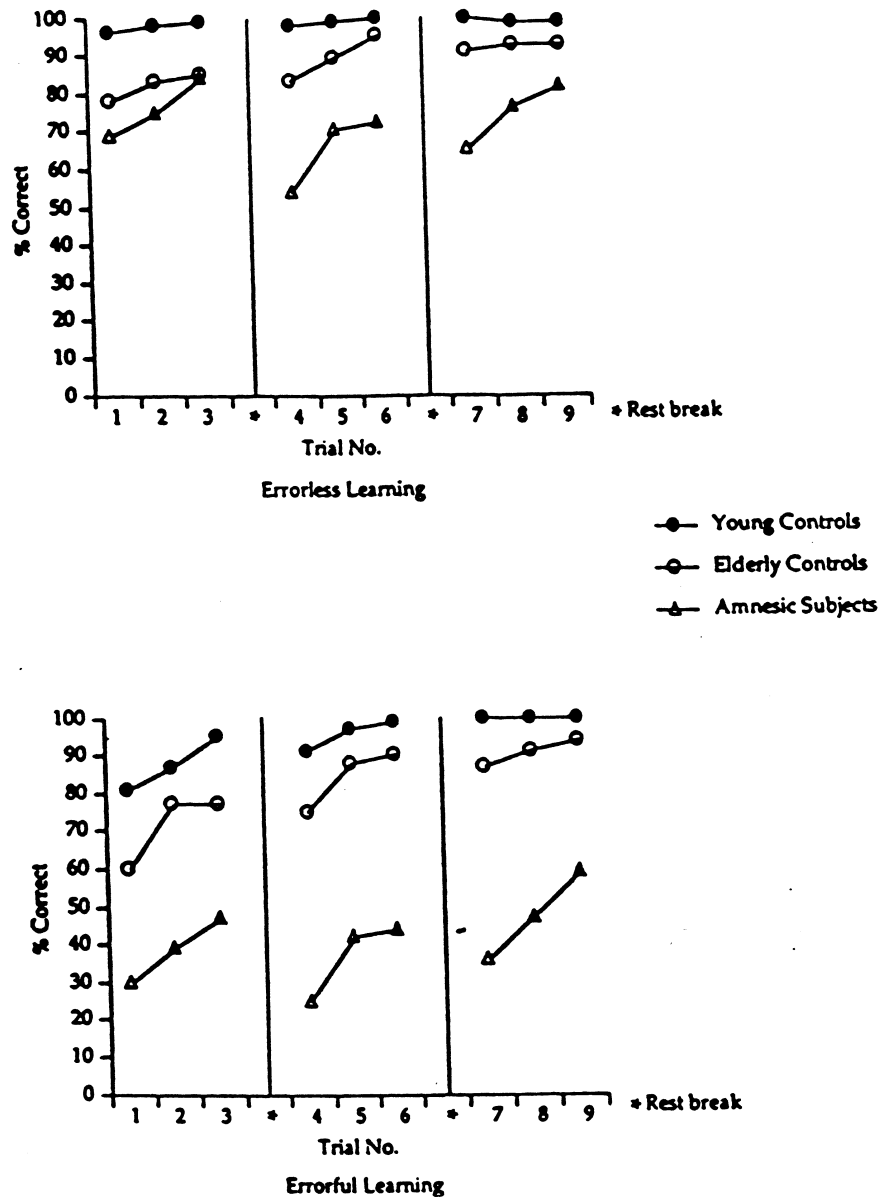 100
90
80
70
60
50
40
30
20
10
0
% Correct
1 2 3 * 4 5 6 * 7 8 9 * Rest break
Trial No.
Errorless Learning
Young Controls
Elderly Controls
Amnesic Subjects
100
90
80
70
60
50
40
30
20
10
0
% Correct
1 2 3 * 4 5 6 * 7 8 9 * Rest break
Trial No.
Errorful Learning